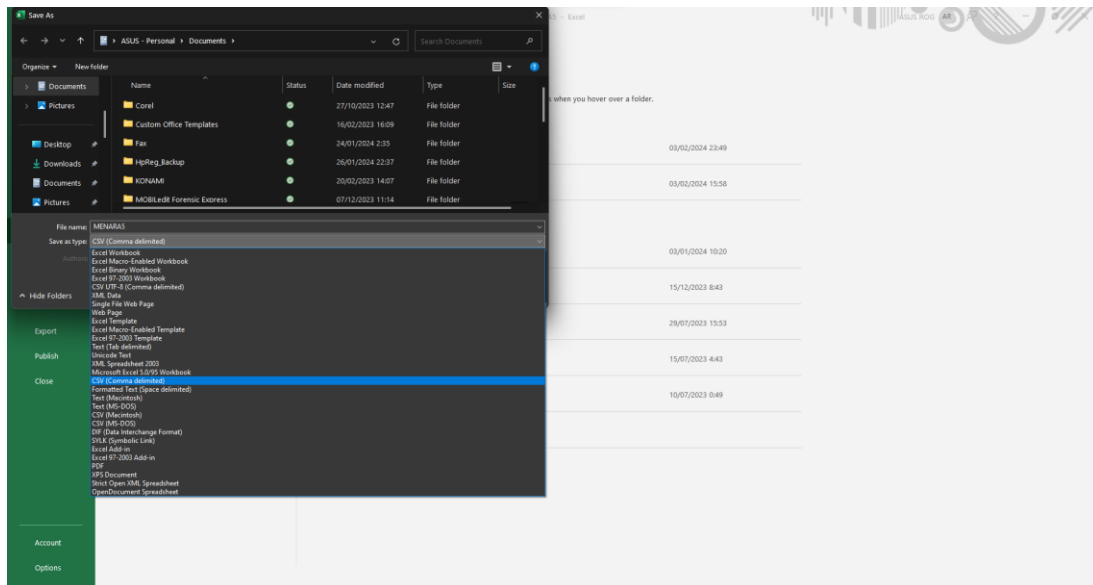 Save As
A5 - Excel
ASUS ROG AR
ASUS - Personal > Documents >
Search Documents
Organize
New folder
Documents
Pictures
Desktop
Downloads
Documents
Pictures
Name Status Date modified Type Size
Corel 27/10/2023 12:47 File folder
Custom Office Templates 16/02/2023 16:09 File folder
Fax 24/01/2024 2:35 File folder
HpReg_Backup 26/01/2024 22:37 File folder
KONAMI 20/02/2023 14:07 File folder
MOBILedit Forensic Express 07/12/2023 11:14 File folder
s when you hover over a folder.
03/02/2024 23:49
03/02/2024 15:58
03/01/2024 10:20
15/12/2023 8:43
29/07/2023 15:53
15/07/2023 4:43
10/07/2023 0:49
File name: MENARA5
Save as type: CSV (Comma delimited)
Authors:
Excel Workbook
Excel Macro-Enabled Workbook
Excel Binary Workbook
Excel 97-2003 Workbook
CSV UTF-8 (Comma delimited)
XML Data
Single File Web Page
Web Page
Excel Template
Excel Macro-Enabled Template
Excel 97-2003 Template
Text (Tab delimited)
Unicode Text
XML Spreadsheet 2003
Microsoft Excel 5.0/95 Workbook
CSV (Comma delimited)
Formatted Text (Space delimited)
Text (Macintosh)
Text (MS-DOS)
CSV (Macintosh)
CSV (MS-DOS)
DIF (Data Interchange Format)
SYLK (Symbolic Link)
Excel Add-in
Excel 97-2003 Add-in
PDF
XPS Document
Strict Open XML Spreadsheet
OpenDocument Spreadsheet
Hide Folders
Export
Publish
Close
Account
Options